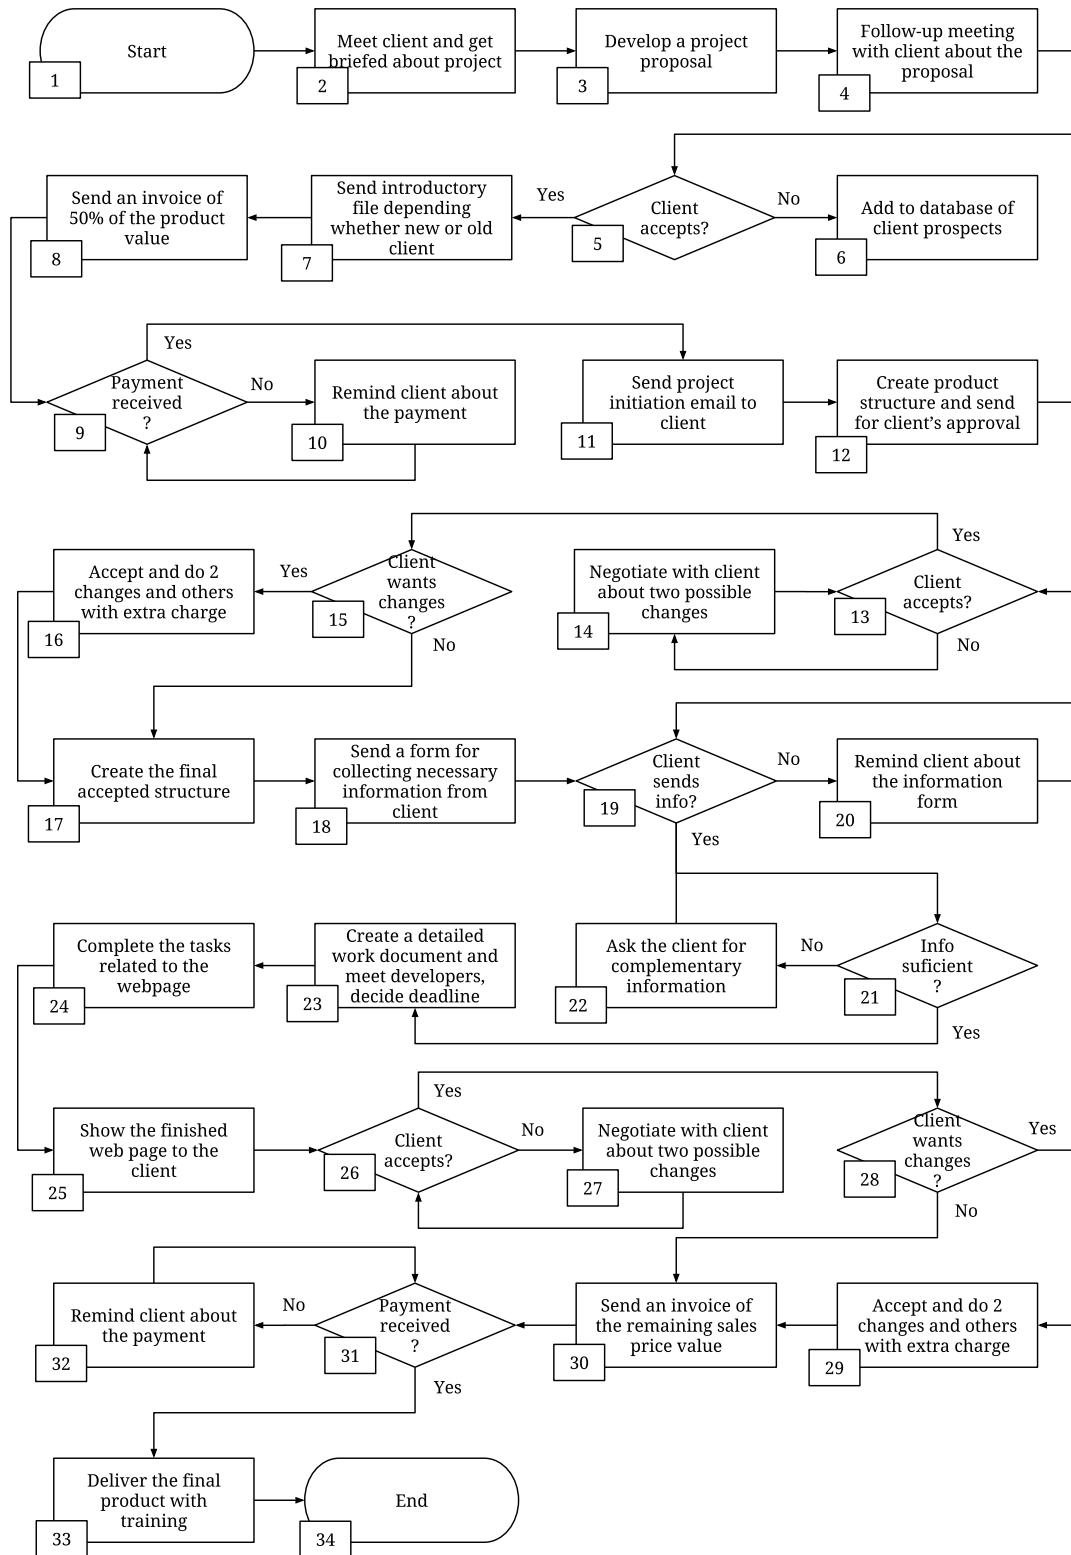 Start
1
Meet client and get
briefed about project
2
Develop a project
proposal
3
Follow-up meeting
with client about the
proposal
4
Send an invoice of
50% of the product
value
8
Send introductory
file depending
whether new or old
client
7
Yes
Client
accepts?
5
No
Add to database of
client prospects
6
Yes
Payment
received
?
9
No
Remind client about
the payment
10
Send project
initiation email to
client
11
Create product
structure and send
for client's approval
12
Accept and do 2
changes and others
with extra charge
16
Yes
Client
wants
changes
?
15
No
Negotiate with client
about two possible
changes
14
Yes
Client
accepts?
13
No
Create the final
accepted structure
17
Send a form for
collecting necessary
information from
client
18
Client
sends
info?
19
No
Yes
Remind client about
the information
form
20
Complete the tasks
related to the
webpage
24
Create a detailed
work document and
meet developers,
decide deadline
23
Ask the client for
complementary
information
22
No
Info
suficient
?
21
Yes
Show the finished
web page to the
client
25
Yes
Client
accepts?
26
No
Negotiate with client
about two possible
changes
27
Client
wants
changes
?
28
Yes
No
Remind client about
the payment
32
No
Payment
received
?
31
Yes
Send an invoice of
the remaining sales
price value
30
Accept and do 2
changes and others
with extra charge
29
Deliver the final
product with
training
33
End
34